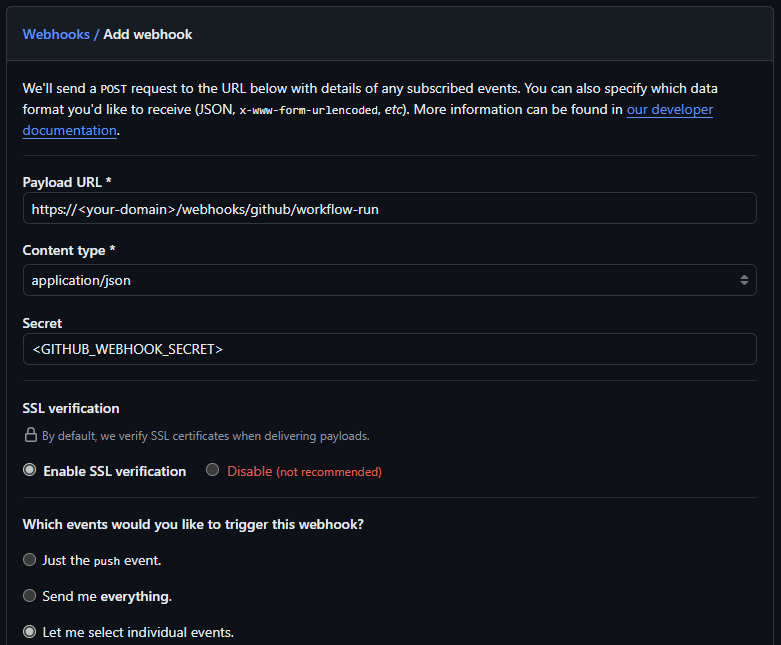 Webhooks / Add webhook
We'll send a POST request to the URL below with details of any subscribed events. You can also specify which data
format you'd like to receive (JSON, x-www-form-urlencoded, etc). More information can be found in our developer
documentation.
Payload URL *
https://<your-domain>/webhooks/github/workflow-run
Content type *
application/json
Secret
<GITHUB_WEBHOOK_SECRET>
SSL verification
By default, we verify SSL certificates when delivering payloads.
Enable SSL verification Disable (not recommended)
Which events would you like to trigger this webhook?
Just the push event.
Send me everything.
Let me select individual events.